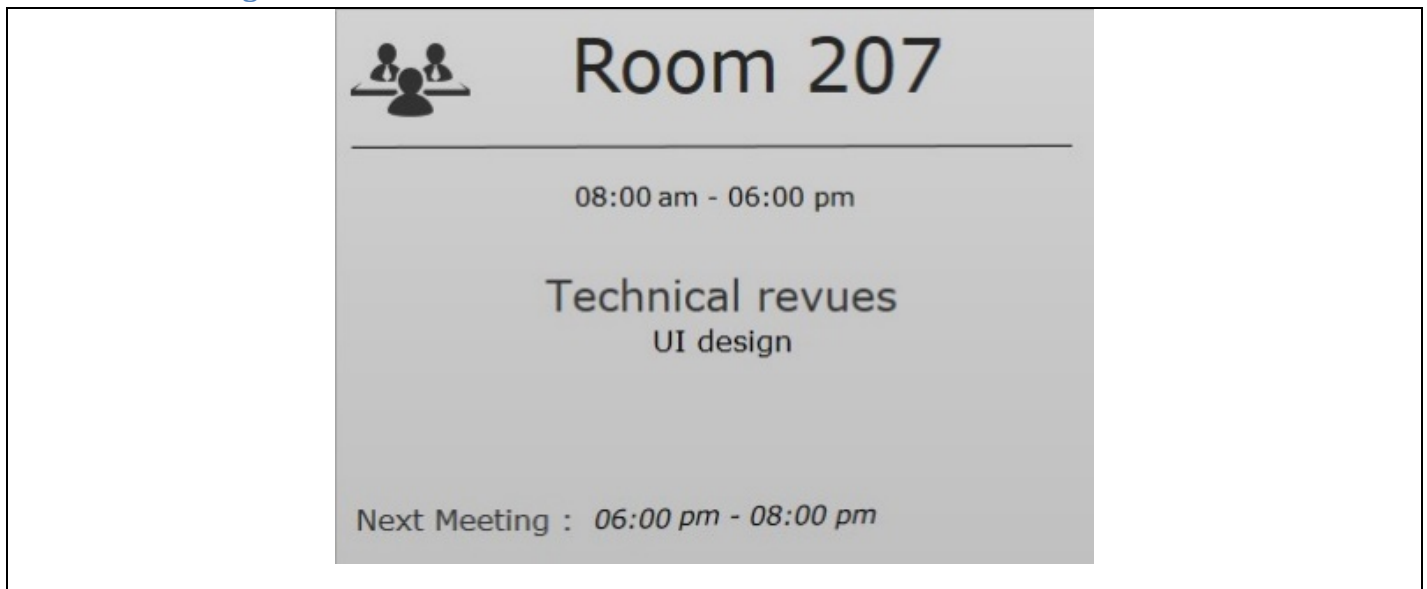 Room 207
08:00 am - 06:00 pm
Technical revues
UI design
Next Meeting : 06:00 pm - 08:00 pm